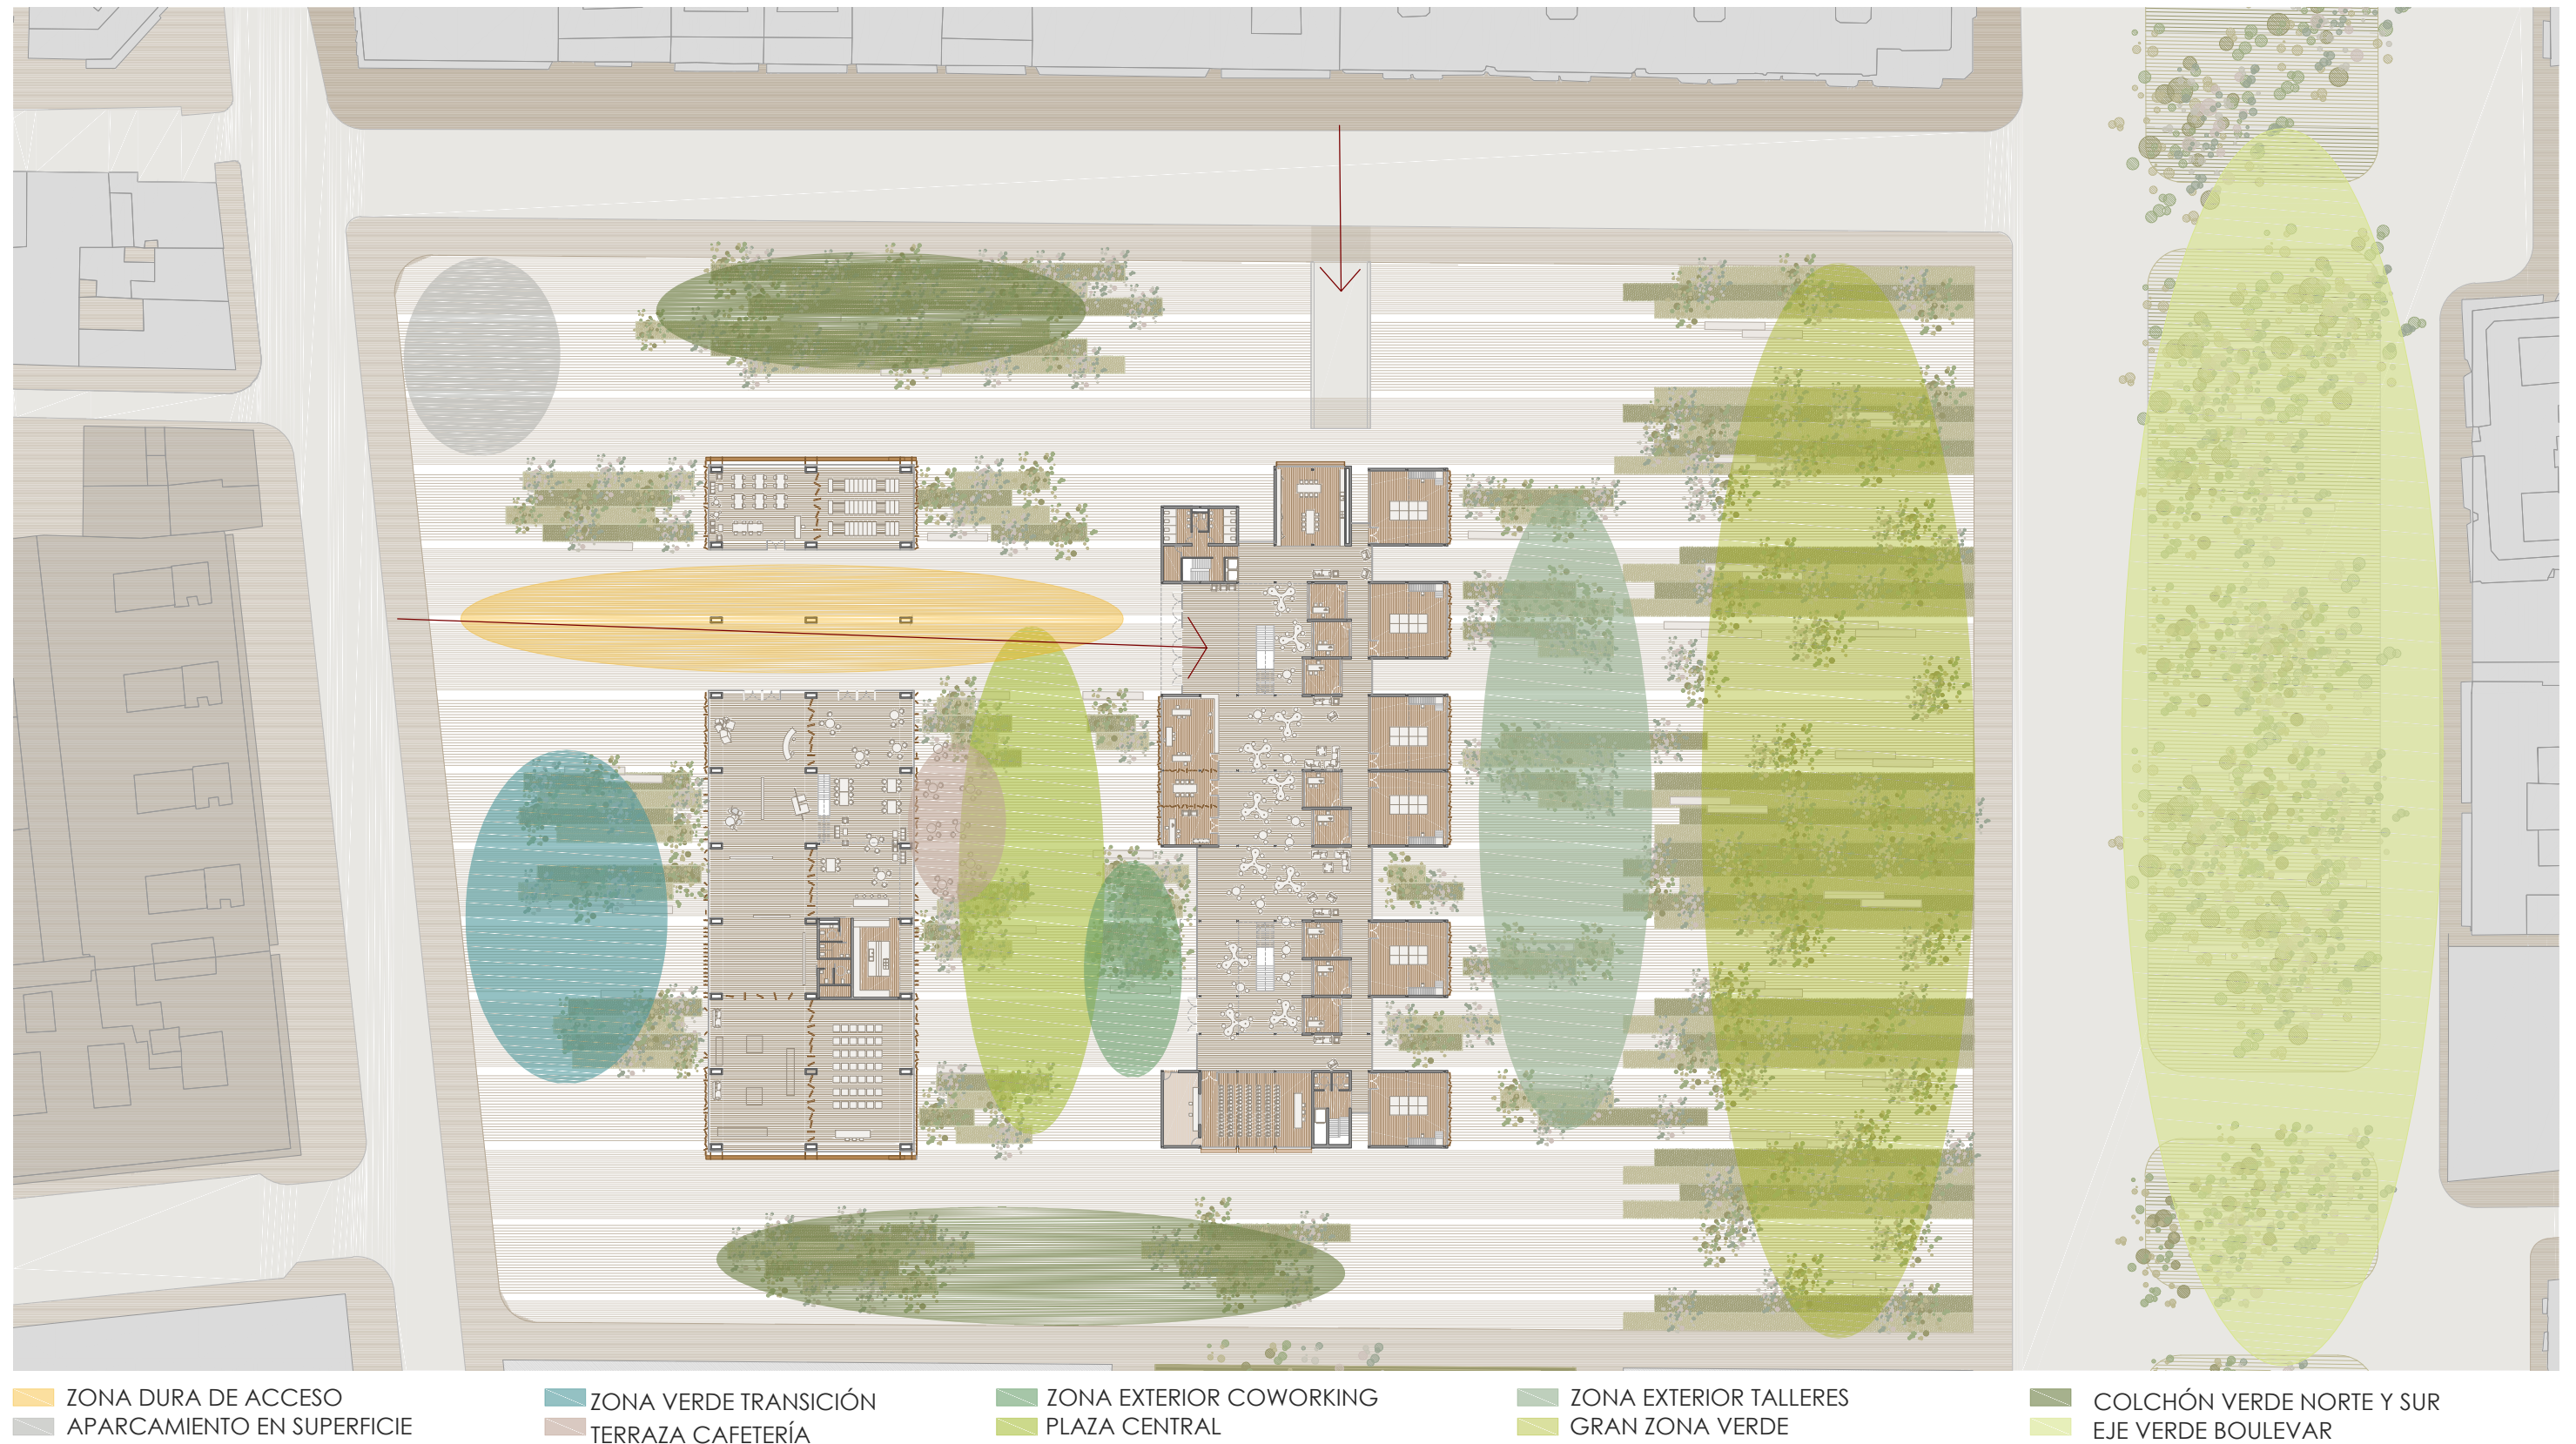 ZONA DURA DE ACCESO
APARCAMIENTO EN SUPERFICIE
ZONA VERDE TRANSICIÓN
TERRAZA CAFETERÍA
ZONA EXTERIOR COWORKING
PLAZA CENTRAL
ZONA EXTERIOR TALLERES
GRAN ZONA VERDE
COLCHÓN VERDE NORTE Y SUR
EJE VERDE BOULEVAR